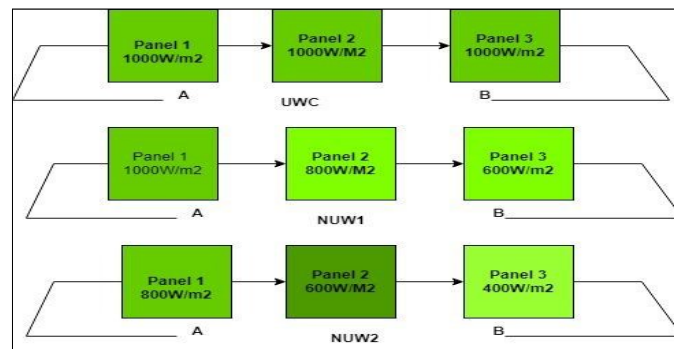 Panel 1
1000W/m2
Panel 2
1000W/M2
Panel 3
1000W/m2
A
UWC
B
Panel 1
1000W/m2
Panel 2
800W/M2
Panel 3
600W/m2
A
NUW1
B
Panel 1
800W/m2
Panel 2
600W/M2
Panel 3
400W/m2
A
NUW2
B